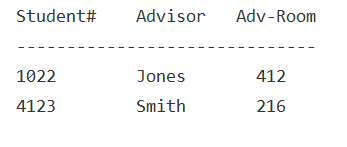 Student#    Advisor   Adv-Room
------------------------------
1022        Jones       412
4123        Smith       216